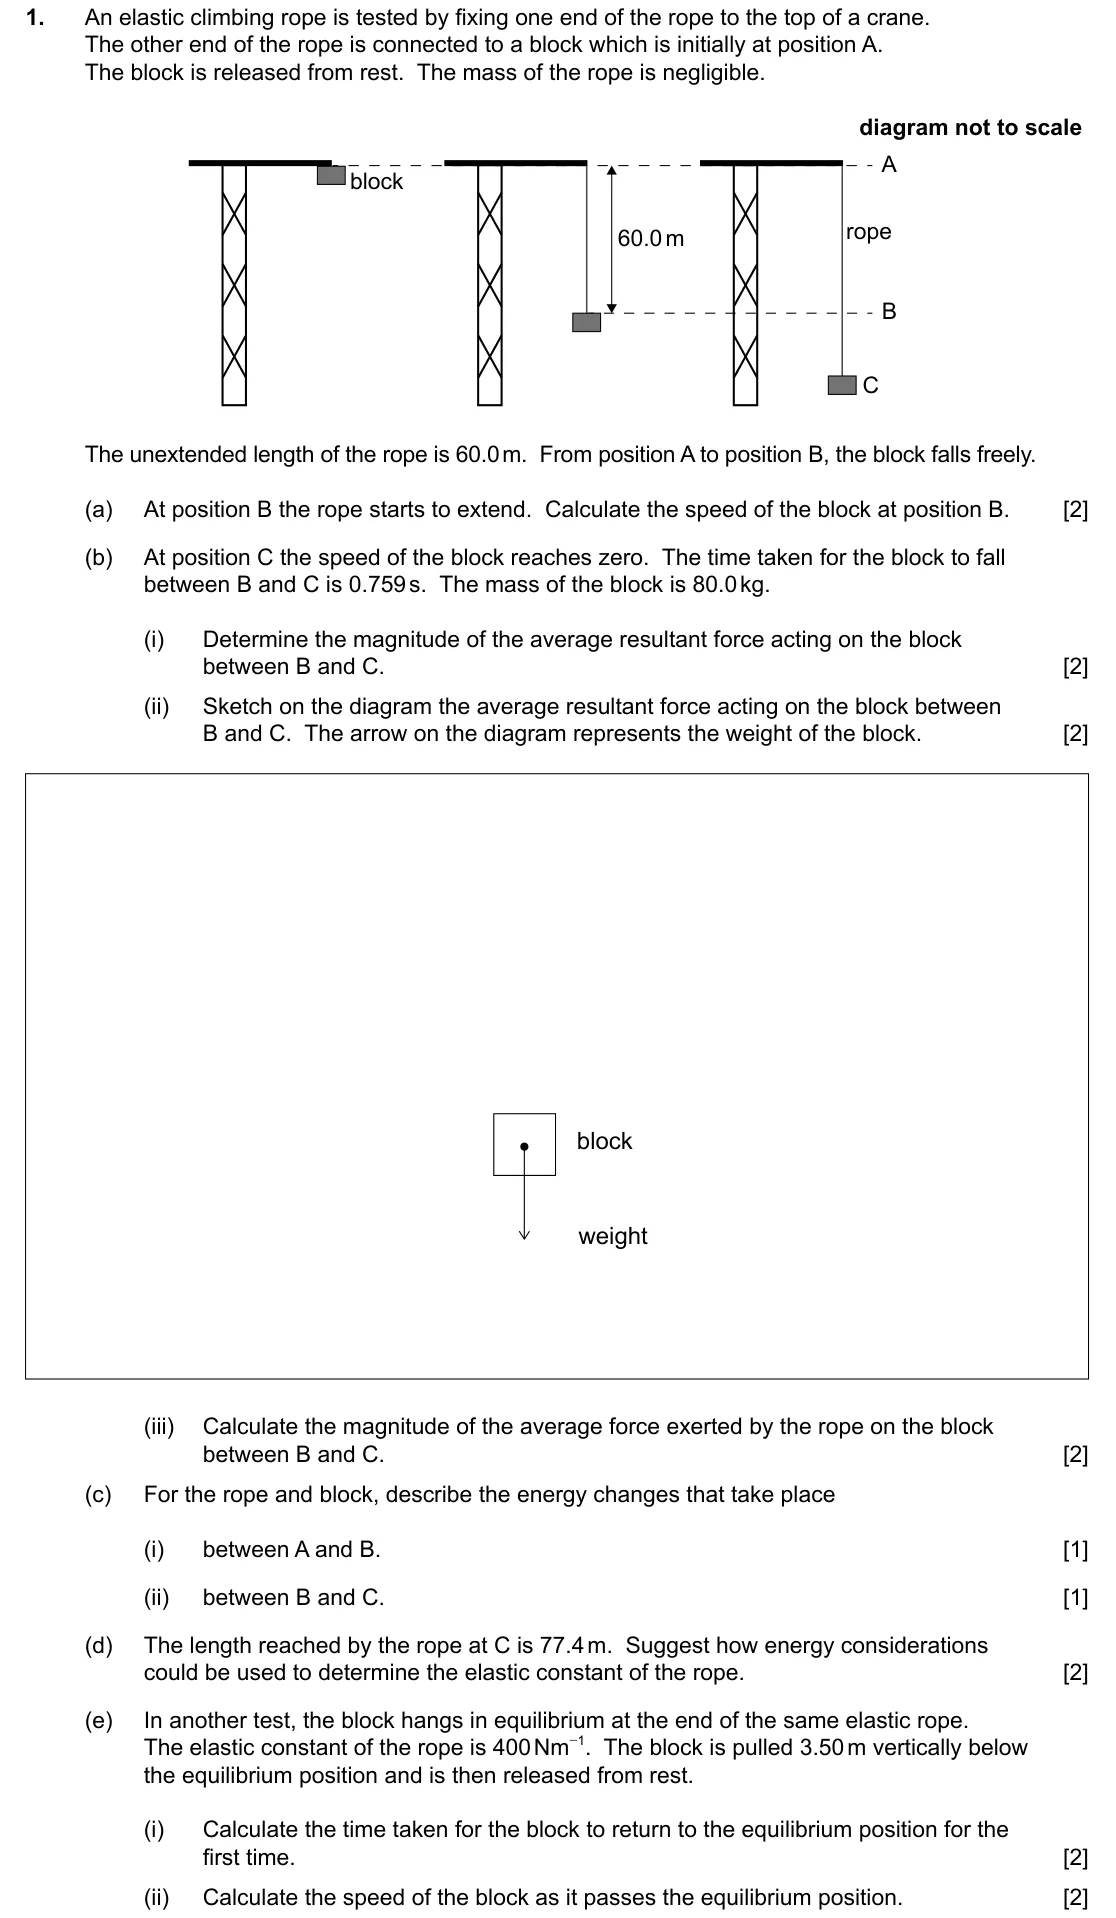 1. An elastic climbing rope is tested by fixing one end of the rope to the top of a crane.
The other end of the rope is connected to a block which is initially at position A.
The block is released from rest. The mass of the rope is negligible.
diagram not to scale
A
block
rope
60.0 m
B
C
The unextended length of the rope is 60.0 m. From position A to position B, the block falls freely.
(a) At position B the rope starts to extend. Calculate the speed of the block at position B. [2]
(b) At position C the speed of the block reaches zero. The time taken for the block to fall
between B and C is 0.759 s. The mass of the block is 80.0 kg.
(i) Determine the magnitude of the average resultant force acting on the block
between B and C. [2]
(ii) Sketch on the diagram the average resultant force acting on the block between
B and C. The arrow on the diagram represents the weight of the block. [2]
block
weight
(iii) Calculate the magnitude of the average force exerted by the rope on the block
between B and C. [2]
(c) For the rope and block, describe the energy changes that take place
(i) between A and B. [1]
(ii) between B and C. [1]
(d) The length reached by the rope at C is 77.4 m. Suggest how energy considerations
could be used to determine the elastic constant of the rope. [2]
(e) In another test, the block hangs in equilibrium at the end of the same elastic rope.
The elastic constant of the rope is 400 Nm⁻¹. The block is pulled 3.50 m vertically below
the equilibrium position and is then released from rest.
(i) Calculate the time taken for the block to return to the equilibrium position for the
first time. [2]
(ii) Calculate the speed of the block as it passes the equilibrium position. [2]